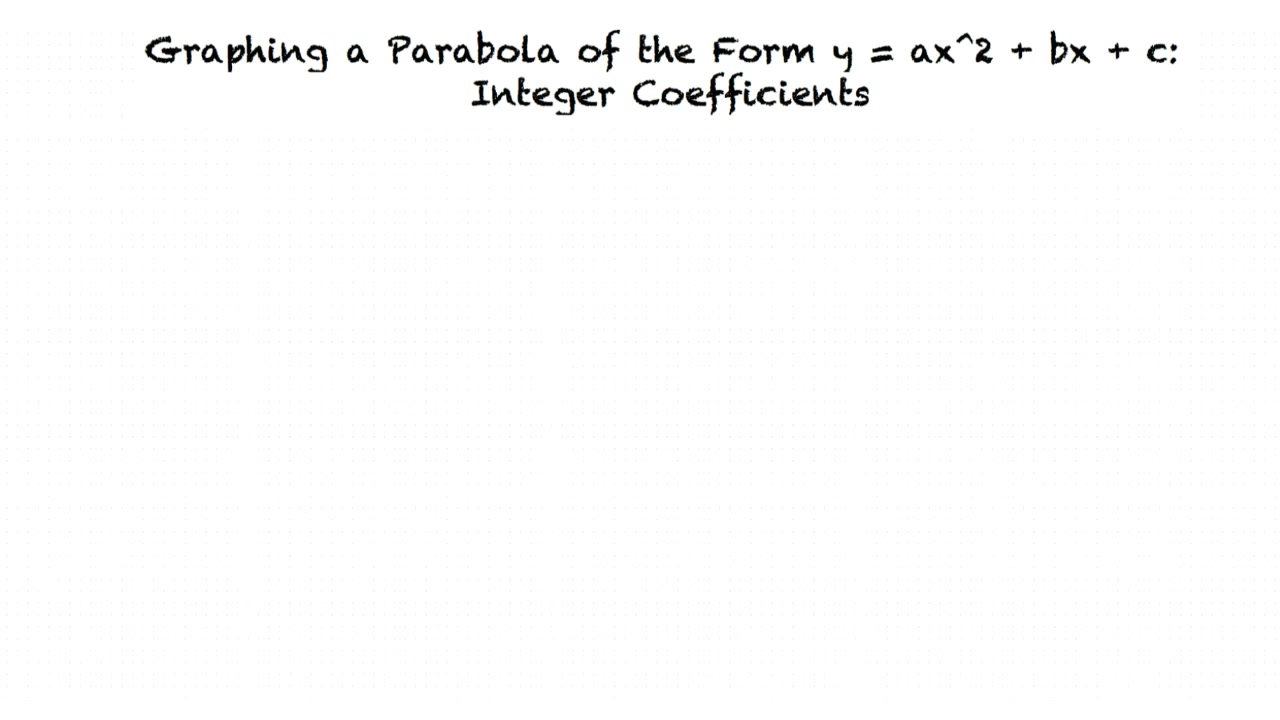 Graphing a Parabola of the Form y = ax^2 + bx + c:
Integer Coefficients